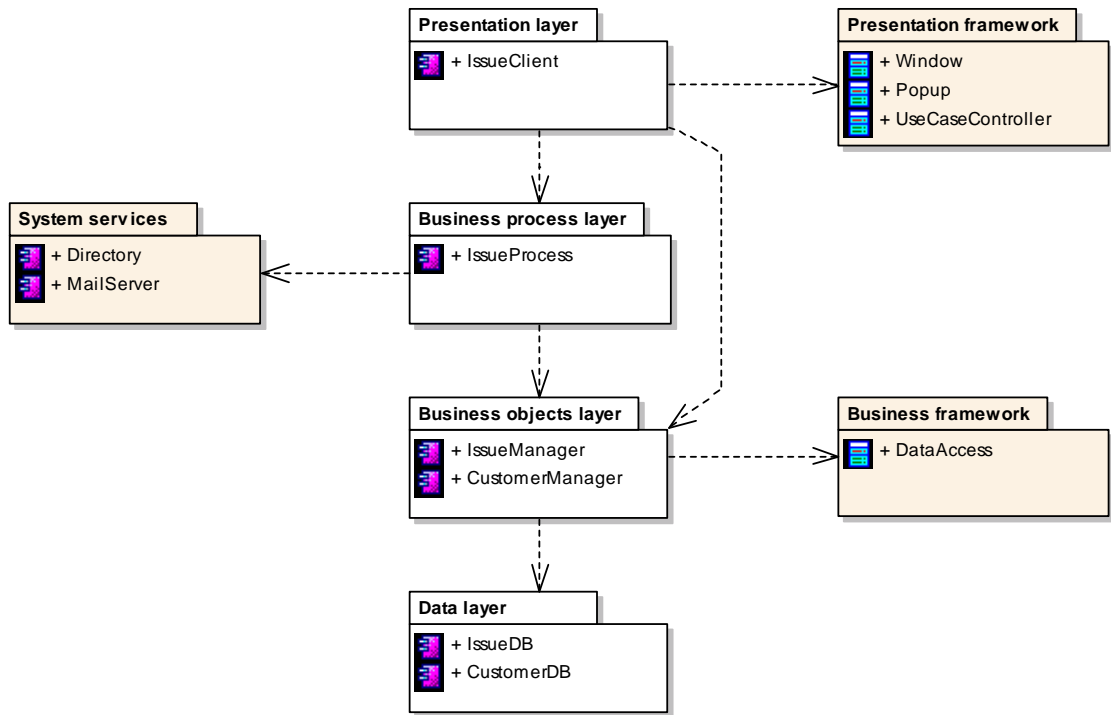 Presentation layer
+ IssueClient
Presentation framework
+ Window
+ Popup
+ UseCaseController
System services
+ Directory
+ MailServer
Business process layer
+ IssueProcess
Business objects layer
+ IssueManager
+ CustomerManager
Business framework
+ DataAccess
Data layer
+ IssueDB
+ CustomerDB